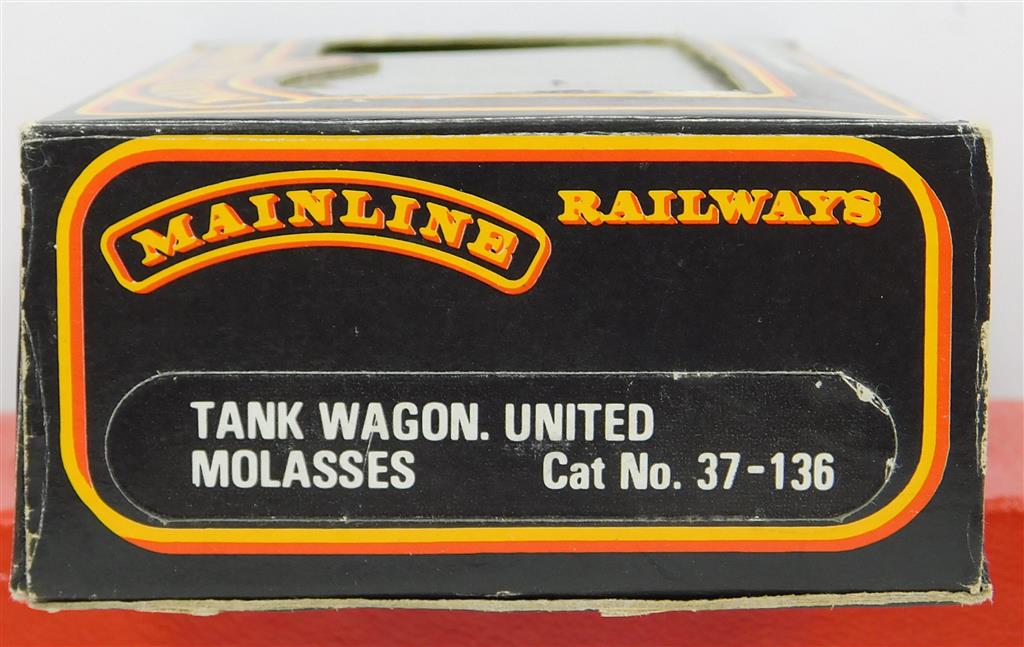 MAINLINE RAILWAYS
TANK WAGON. UNITED
MOLASSES Cat No. 37-136